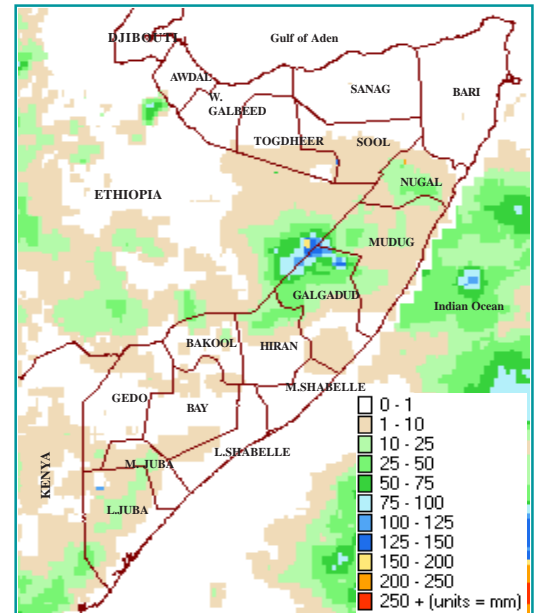 DJIBOUTI
Gulf of Aden
AWDAL
SANAG
BARI
W.
GALBEED
TOGDHEER
SOOL
ETHIOPIA
NUGAL
MUDUG
GALGADUD
Indian Ocean
BAKOOL
HIRAN
GEDO
M.SHABELLE
BAY
L.SHABELLE
M. JUBA
KENYA
L.JUBA
0 - 1
1 - 10
10 - 25
25 - 50
50 - 75
75 - 100
100 - 125
125 - 150
150 - 200
200 - 250
250 + (units = mm)